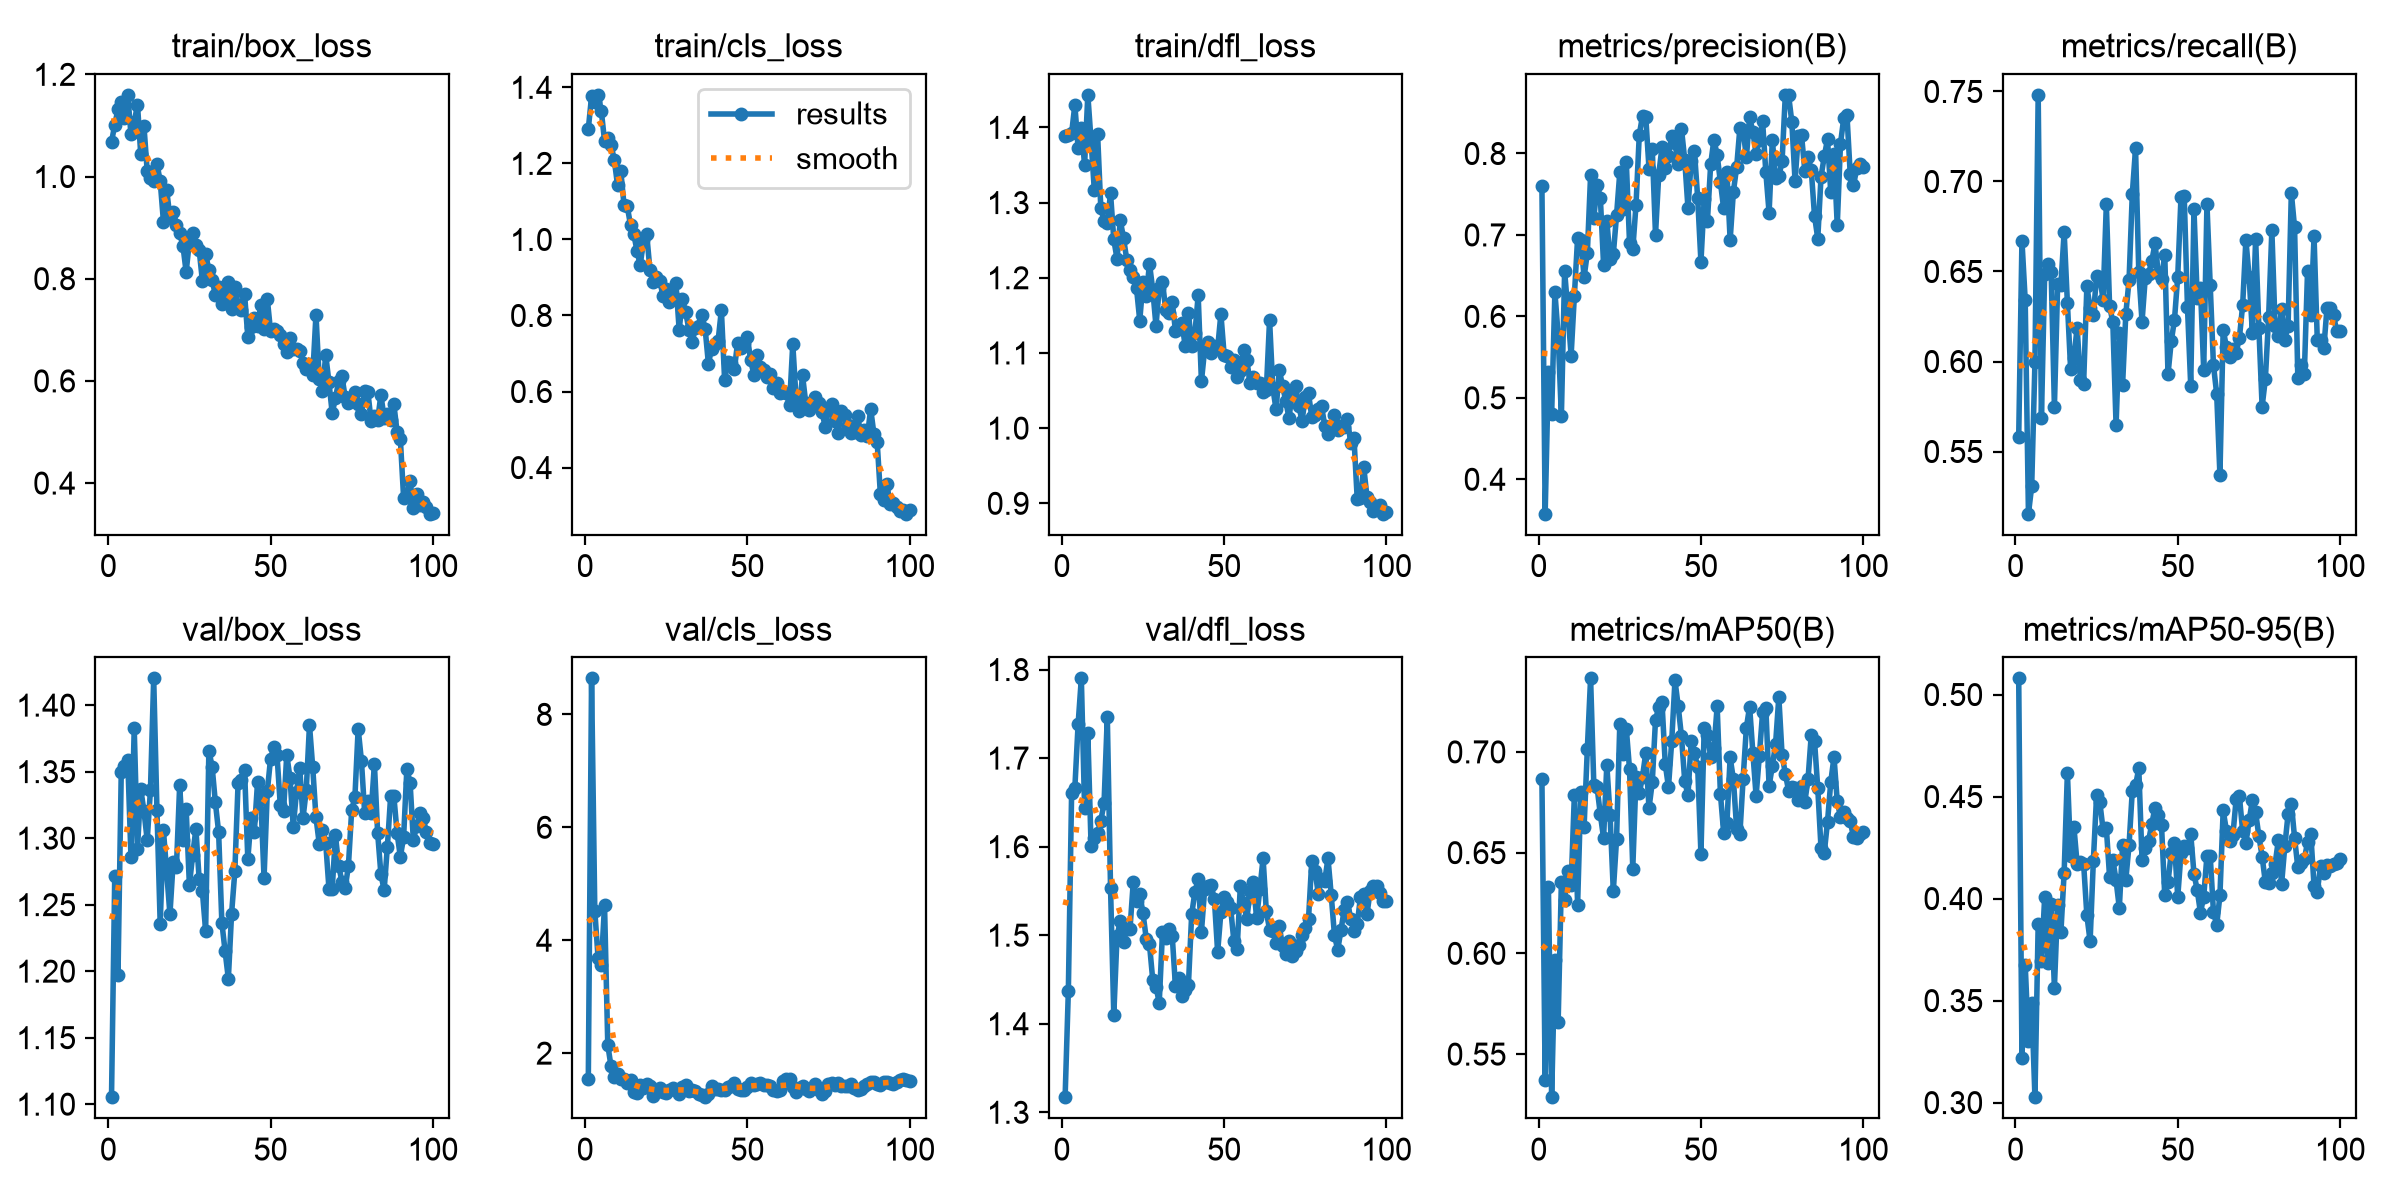 train/box_loss
1.2
1.0
0.8
0.6
0.4
0 50 100
train/cls_loss
results
smooth
1.4
1.2
1.0
0.8
0.6
0.4
0 50 100
train/dfl_loss
1.4
1.3
1.2
1.1
1.0
0.9
0 50 100
metrics/precision(B)
0.8
0.7
0.6
0.5
0.4
0 50 100
metrics/recall(B)
0.75
0.70
0.65
0.60
0.55
0 50 100
val/box_loss
1.40
1.35
1.30
1.25
1.20
1.15
1.10
0 50 100
val/cls_loss
8
6
4
2
0 50 100
val/dfl_loss
1.8
1.7
1.6
1.5
1.4
1.3
0 50 100
metrics/mAP50(B)
0.70
0.65
0.60
0.55
0 50 100
metrics/mAP50-95(B)
0.50
0.45
0.40
0.35
0.30
0 50 100